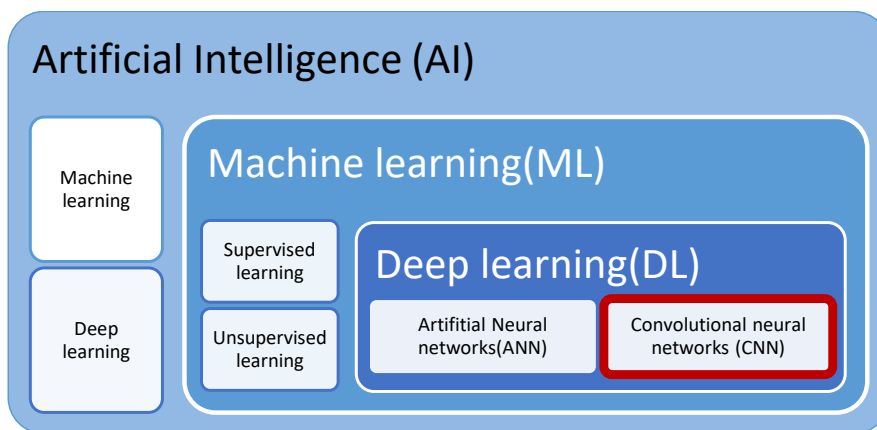 Artificial Intelligence (AI)
Machine
learning
Deep
learning
Machine learning(ML)
Supervised
learning
Unsupervised
learning
Deep learning(DL)
Artifitial Neural
networks(ANN)
Convolutional neural
networks (CNN)